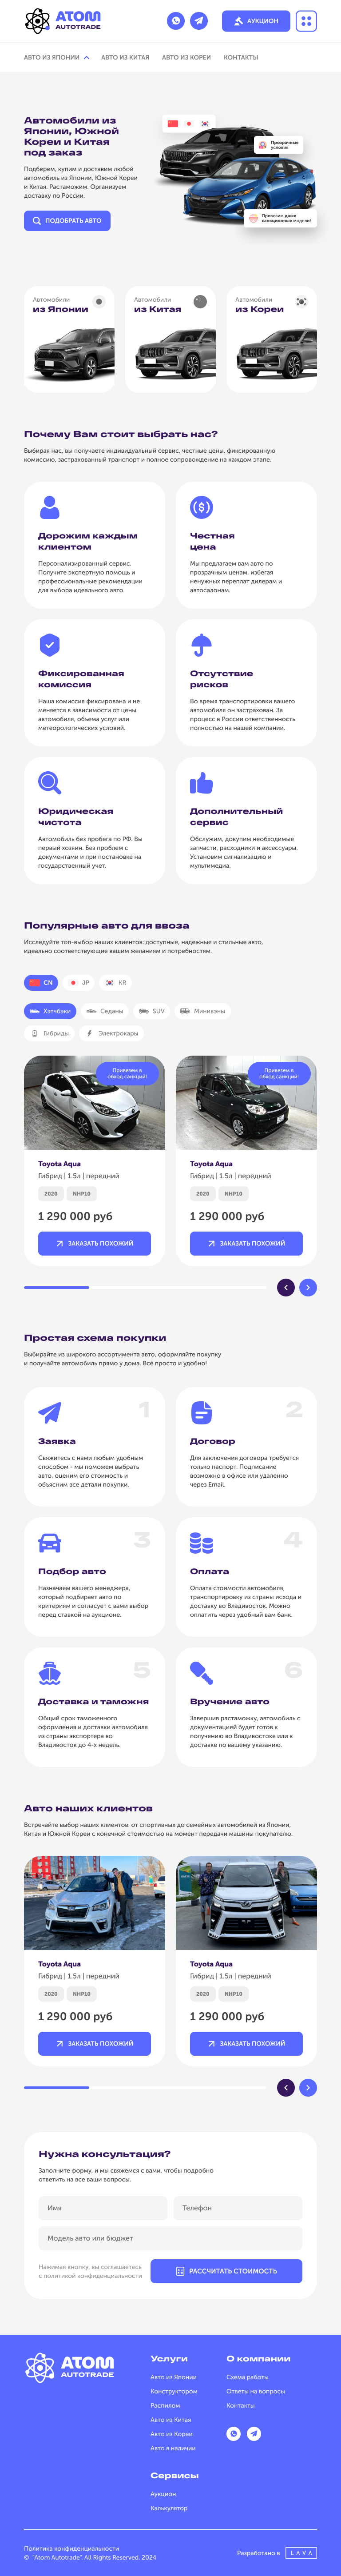 ATOM
AUTOTRADE
АУКЦИОН
АВТО ИЗ ЯПОНИИ
АВТО ИЗ КИТАЯ
АВТО ИЗ КОРЕИ
КОНТАКТЫ
Автомобили из
Японии, Южной
Кореи и Китая
под заказ
Подберем, купим и доставим любой
автомобиль из Японии, Южной Кореи
и Китая. Растаможим. Организуем
доставку по России.
ПОДОБРАТЬ АВТО
Прозрачные
условия
Привозим даже
санкционные модели!
Автомобили
из Японии
Автомобили
из Китая
Автомобили
из Кореи
Почему Вам стоит выбрать нас?
Выбирая нас, вы получаете индивидуальный сервис, честные цены, фиксированную
комиссию, застрахованный транспорт и полное сопровождение на каждом этапе.
Дорожим каждым
клиентом
Персонализированный сервис.
Получите экспертную помощь и
профессиональные рекомендации
для выбора идеального авто.
Честная
цена
Мы предлагаем вам авто по
прозрачным ценам, избегая
ненужных переплат дилерам и
автосалонам.
Фиксированная
комиссия
Наша комиссия фиксирована и не
меняется в зависимости от цены
автомобиля, объема услуг или
метеорологических условий.
Отсутствие
рисков
Во время транспортировки вашего
автомобиля он застрахован. За
процесс в России ответственность
полностью на нашей компании.
Юридическая
чистота
Автомобиль без пробега по РФ. Вы
первый хозяин. Без проблем с
документами и при постановке на
государственный учет.
Дополнительный
сервис
Обслужим, докупим необходимые
запчасти, расходники и аксессуары.
Установим сигнализацию и
мультимедиа.
Популярные авто для ввоза
Исследуйте топ-выбор наших клиентов: доступные, надежные и стильные авто,
идеально соответствующие вашим желаниям и потребностям.
CN
JP
KR
Хэтчбэки
Седаны
SUV
Минивэны
Гибриды
Электрокары
Привезем в
обход санкций!
Привезем в
обход санкций!
Toyota Aqua
Гибрид | 1.5л | передний
2020
NHP10
1 290 000 руб
ЗАКАЗАТЬ ПОХОЖИЙ
Toyota Aqua
Гибрид | 1.5л | передний
2020
NHP10
1 290 000 руб
ЗАКАЗАТЬ ПОХОЖИЙ
Простая схема покупки
Выбирайте из широкого ассортимента авто, оформляйте покупку
и получайте автомобиль прямо у дома. Всё просто и удобно!
1
Заявка
Свяжитесь с нами любым удобным
способом - мы поможем выбрать
авто, оценим его стоимость и
объясним все детали покупки.
2
Договор
Для заключения договора требуется
только паспорт. Подписание
возможно в офисе или удаленно
через Email.
3
Подбор авто
Назначаем вашего менеджера,
который подбирает авто по
критериям и согласует с вами выбор
перед ставкой на аукционе.
4
Оплата
Оплата стоимости автомобиля,
транспортировку из страны исхода и
доставку во Владивосток. Можно
оплатить через удобный вам банк.
5
Доставка и таможня
Общий срок таможенного
оформления и доставки автомобиля
из страны экспортера во
Владивосток до 4-х недель.
6
Вручение авто
Завершив растаможку, автомобиль с
документацией будет готов к
получению во Владивостоке или к
доставке по вашему указанию.
Авто наших клиентов
Встречайте выбор наших клиентов: от спортивных до семейных автомобилей из Японии,
Китая и Южной Кореи с конечной стоимостью на момент передачи машины покупателю.
Toyota Aqua
Гибрид | 1.5л | передний
2020
NHP10
1 290 000 руб
ЗАКАЗАТЬ ПОХОЖИЙ
Toyota Aqua
Гибрид | 1.5л | передний
2020
NHP10
1 290 000 руб
ЗАКАЗАТЬ ПОХОЖИЙ
Нужна консультация?
Заполните форму, и мы свяжемся с вами, чтобы подробно
ответить на все ваши вопросы.
Имя
Телефон
Модель авто или бюджет
Нажимая кнопку, вы соглашаетесь
с политикой конфиденциальности
РАССЧИТАТЬ СТОИМОСТЬ
ATOM
AUTOTRADE
Услуги
Авто из Японии
Конструктором
Распилом
Авто из Китая
Авто из Кореи
Авто в наличии
О компании
Схема работы
Ответы на вопросы
Контакты
Сервисы
Аукцион
Калькулятор
Политика конфиденциальности
© "Atom Autotrade". All Rights Reserved. 2024
Разработано в
LAVA